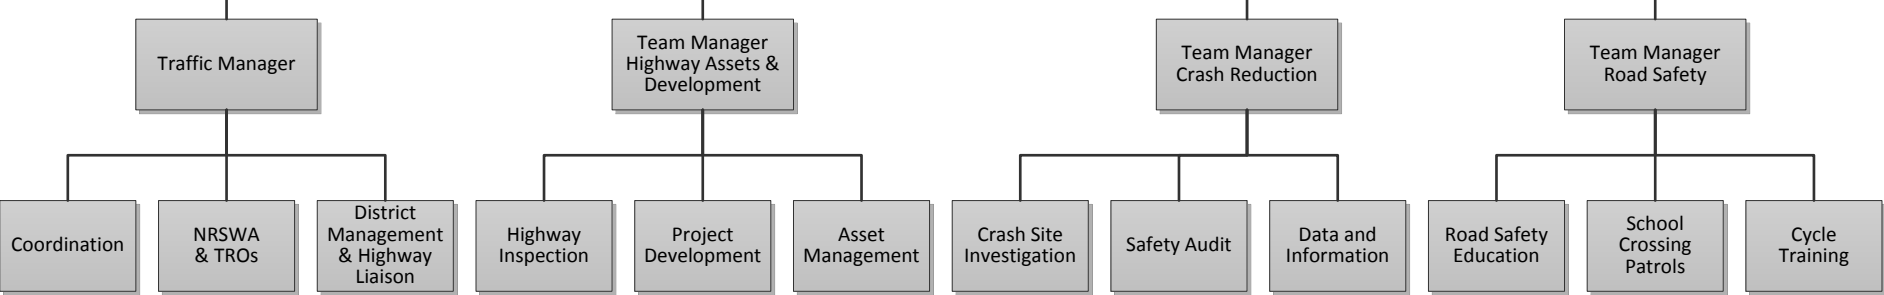 Traffic Manager
Team Manager
Highway Assets &
Development
Team Manager
Crash Reduction
Team Manager
Road Safety
Coordination
NRSWA
& TROs
District
Management
& Highway
Liaison
Highway
Inspection
Project
Development
Asset
Management
Crash Site
Investigation
Safety Audit
Data and
Information
Road Safety
Education
School
Crossing
Patrols
Cycle
Training